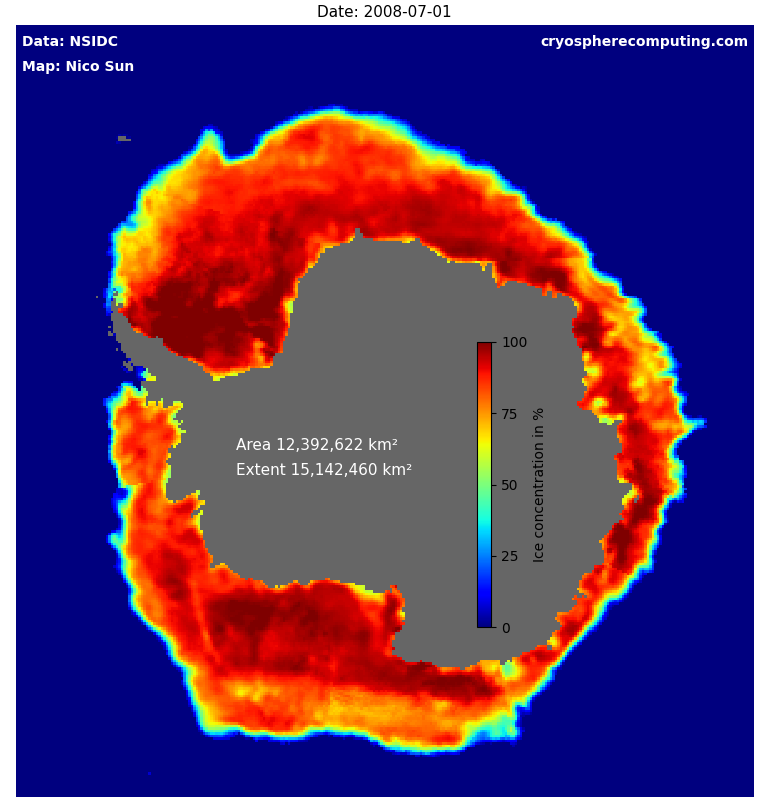 Date: 2008-07-01
Data: NSIDC
cryospherecomputing.com
Map: Nico Sun
100
75
50
25
0
Ice concentration in %
Area 12,392,622 km²
Extent 15,142,460 km²